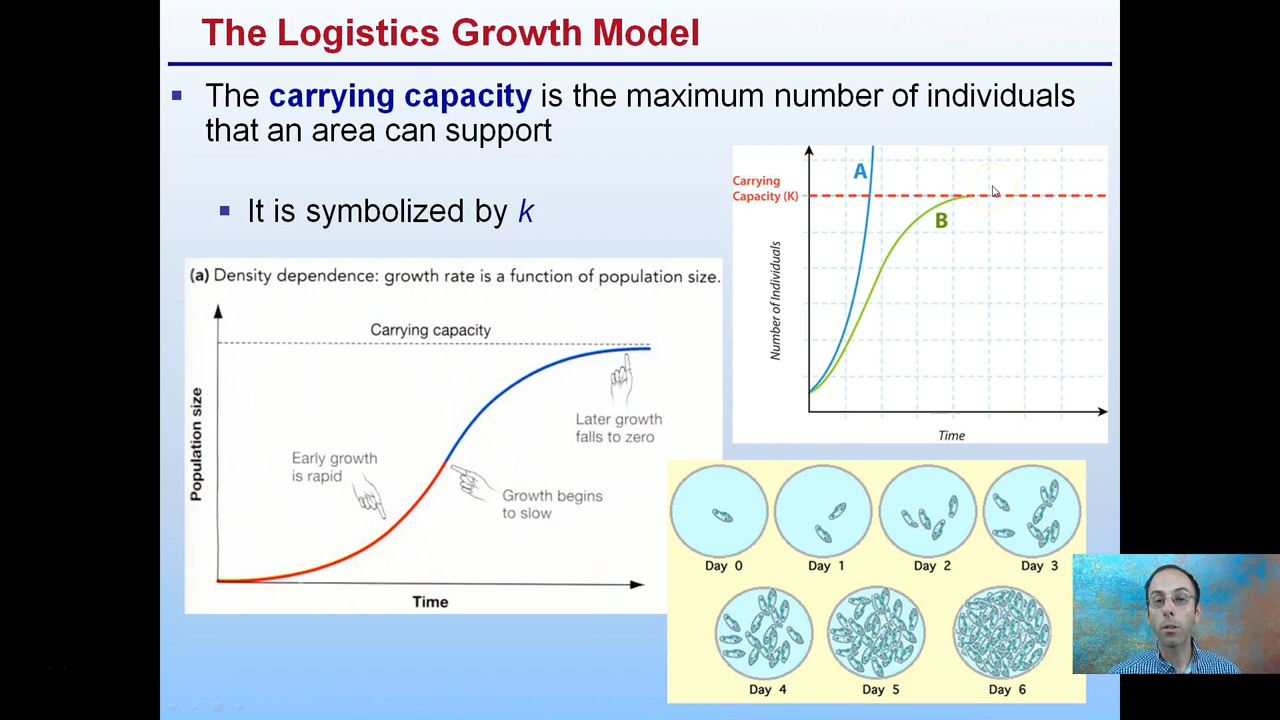 The Logistics Growth Model
The carrying capacity is the maximum number of individuals
that an area can support
It is symbolized by k
(a) Density dependence: growth rate is a function of population size.
Carrying capacity
Population size
Early growth
is rapid
Growth begins
to slow
Later growth
falls to zero
Time
Carrying
Capacity (K)
A
B
Number of Individuals
Time
Day 0
Day 1
Day 2
Day 3
Day 4
Day 5
Day 6